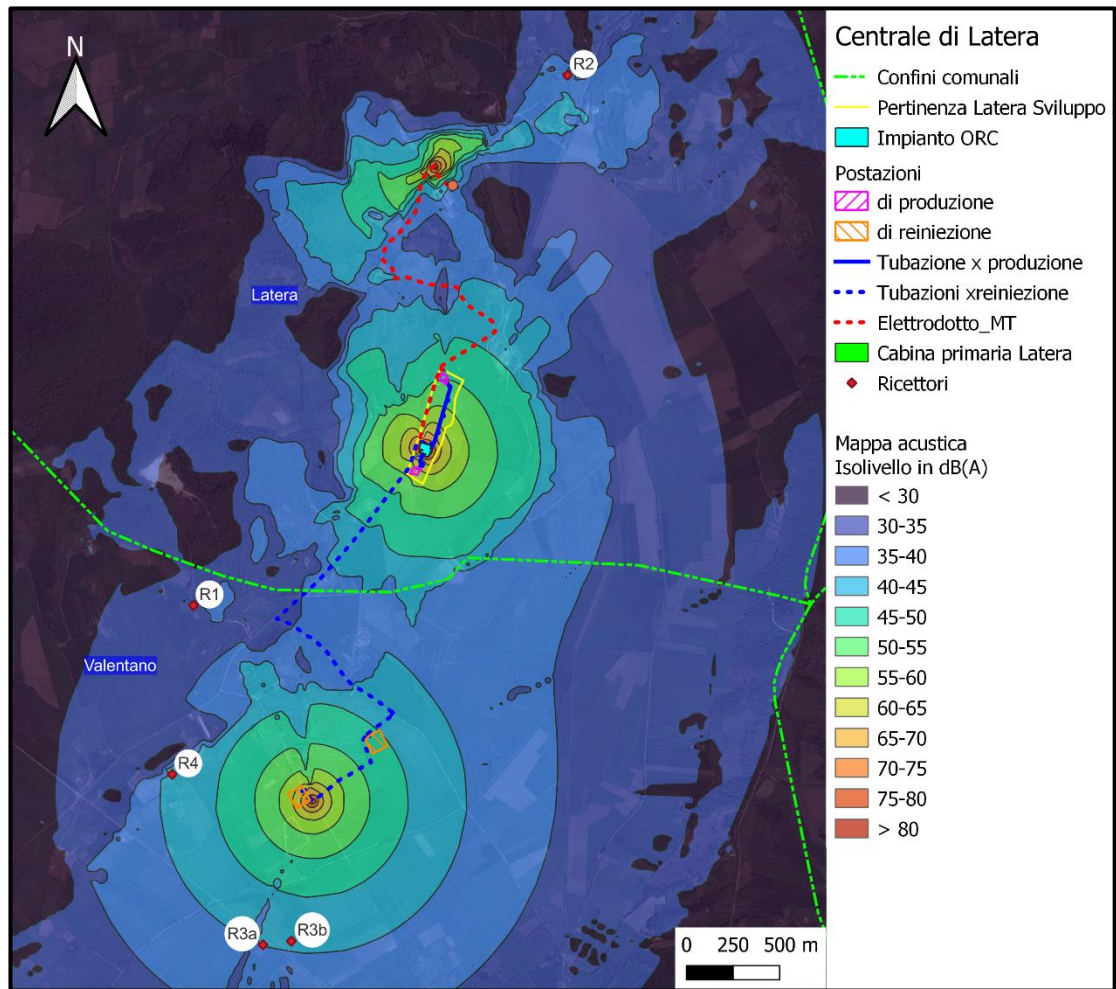 N
R2
Latera
R1
Valentano
R4
R3a
R3b
0 250 500 m
Centrale di Latera
Confini comunali
Pertinenza Latera Sviluppo
Impianto ORC
Postazioni
di produzione
di reiniezione
Tubazione x produzione
Tubazioni xreiniezione
Elettrodotto_MT
Cabina primaria Latera
Ricettori
Mappa acustica
Isolivello in dB(A)
< 30
30-35
35-40
40-45
45-50
50-55
55-60
60-65
65-70
70-75
75-80
> 80